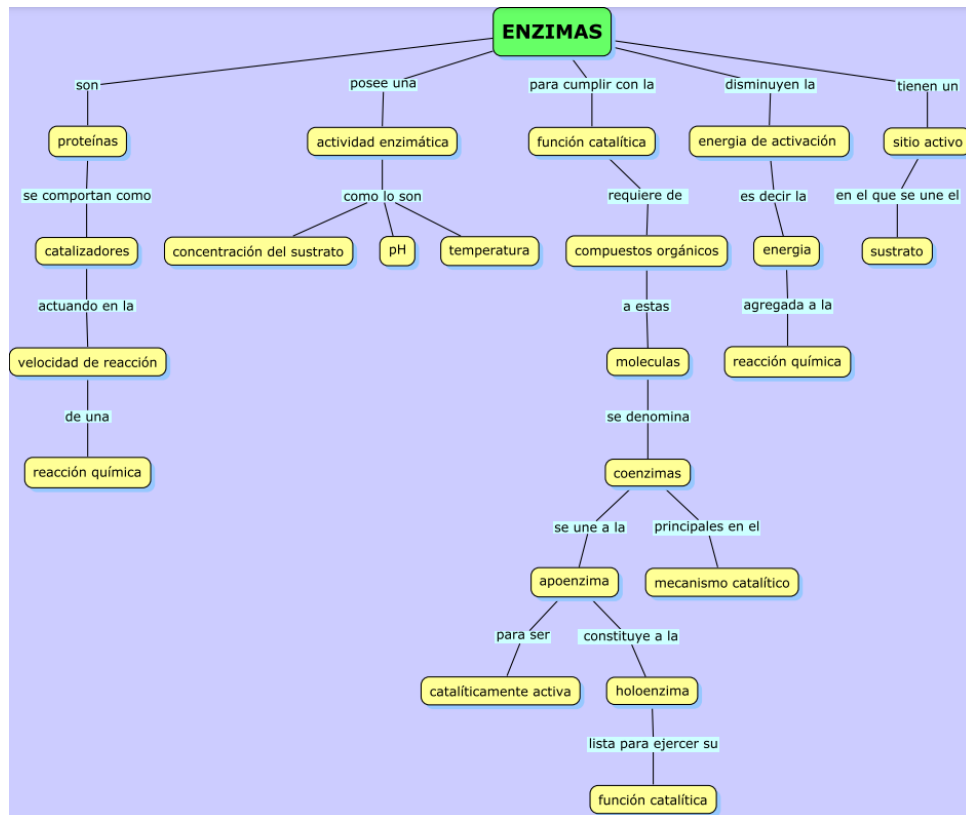 ENZIMAS
son
posee una
para cumplir con la
disminuyen la
tienen un
proteínas
actividad enzimática
función catalítica
energia de activación
sitio activo
se comportan como
como lo son
requiere de
es decir la
en el que se une el
catalizadores
concentración del sustrato
pH
temperatura
compuestos orgánicos
energia
sustrato
actuando en la
a estas
agregada a la
velocidad de reacción
moleculas
reacción química
de una
se denomina
reacción química
coenzimas
se une a la
principales en el
apoenzima
mecanismo catalítico
para ser
constituye a la
catalíticamente activa
holoenzima
lista para ejercer su
función catalítica